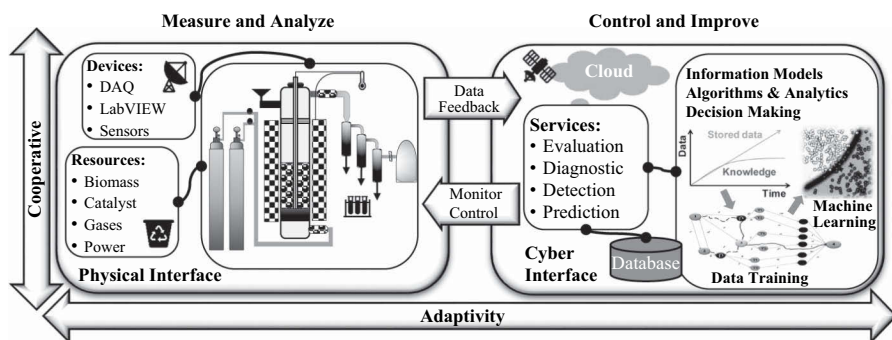 Measure and Analyze
Control and Improve
Cooperative
Devices:
• DAQ
• LabVIEW
• Sensors
Resources:
• Biomass
• Catalyst
• Gases
• Power
Physical Interface
Data
Feedback
Monitor
Control
Cloud
Services:
• Evaluation
• Diagnostic
• Detection
• Prediction
Cyber
Interface
Database
Information Models
Algorithms & Analytics
Decision Making
Data
Stored data
Knowledge
Time
Machine
Learning
Data Training
Adaptivity